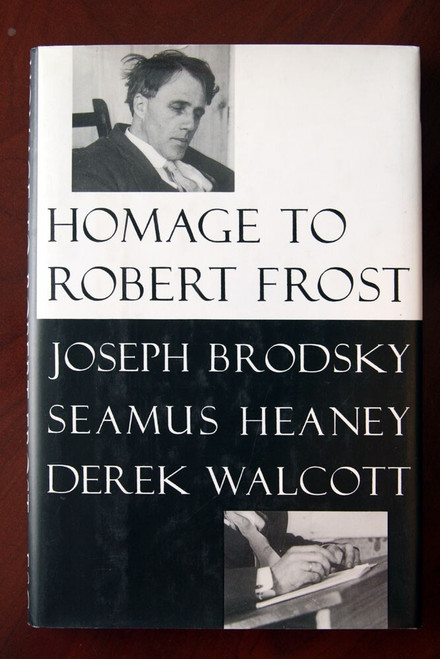 HOMAGE TO
ROBERT FROST
JOSEPH BRODSKY
SEAMUS HEANEY
DEREK WALCOTT